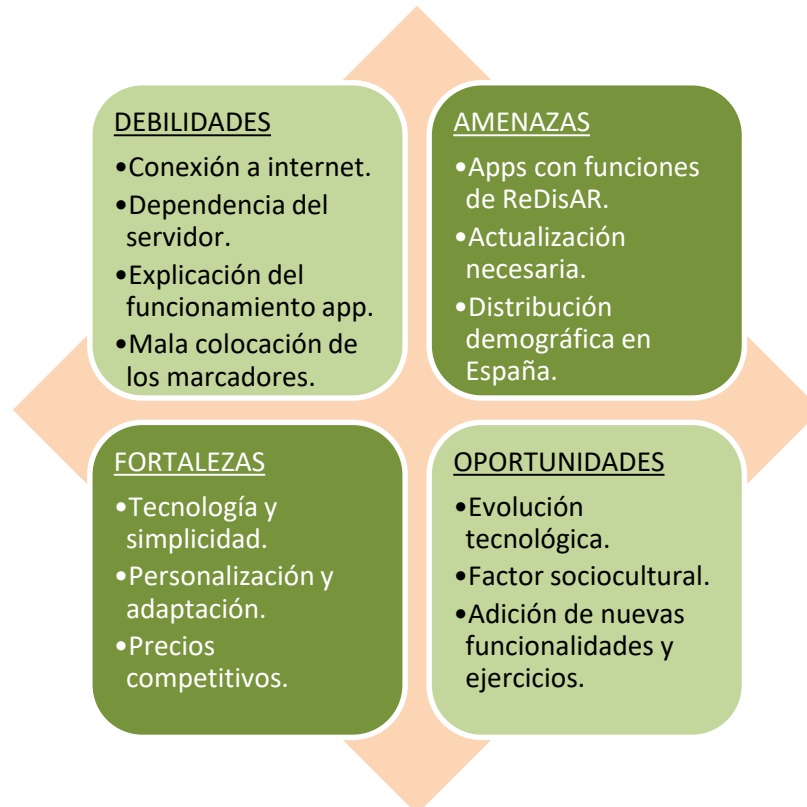 DEBILIDADES
•Conexión a internet.
•Dependencia del
servidor.
•Explicación del
funcionamiento app.
•Mala colocación de
los marcadores.
AMENAZAS
•Apps con funciones
de ReDisAR.
•Actualización
necesaria.
•Distribución
demográfica en
España.
FORTALEZAS
•Tecnología y
simplicidad.
•Personalización y
adaptación.
•Precios
competitivos.
OPORTUNIDADES
•Evolución
tecnológica.
•Factor sociocultural.
•Adición de nuevas
funcionalidades y
ejercicios.